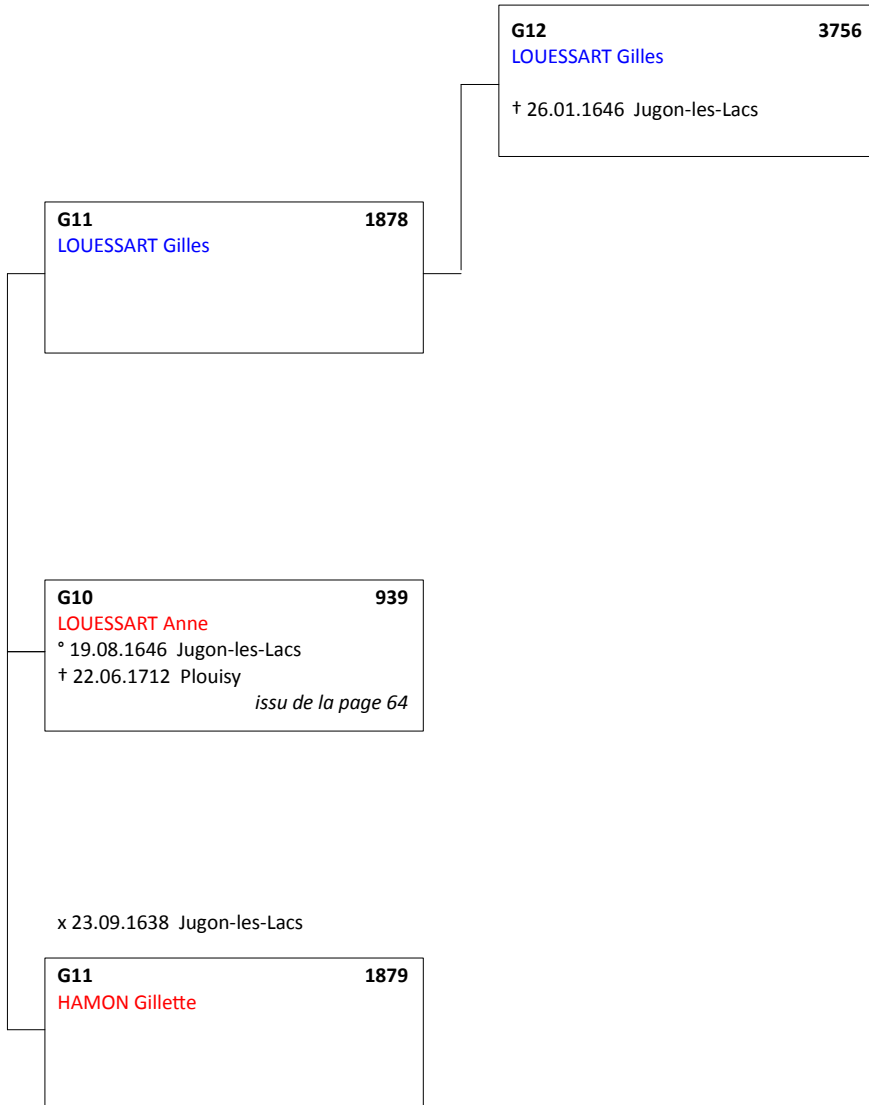 G12 3756
LOUESSART Gilles
† 26.01.1646 Jugon-les-Lacs
G11 1878
LOUESSART Gilles
G10 939
LOUESSART Anne
° 19.08.1646 Jugon-les-Lacs
† 22.06.1712 Plouisy
issu de la page 64
x 23.09.1638 Jugon-les-Lacs
G11 1879
HAMON Gillette